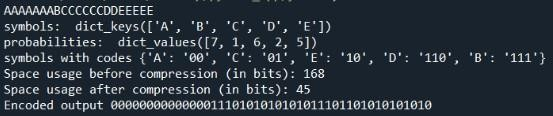 AAAAAAABCCCCCCDDEEEEE
symbols:  dict_keys(['A', 'B', 'C', 'D', 'E'])
probabilities:  dict_values([7, 1, 6, 2, 5])
symbols with codes {'A': '00', 'C': '01', 'E': '10', 'D': '110', 'B': '111'}
Space usage before compression (in bits): 168
Space usage after compression (in bits): 45
Encoded output 000000000000001110101010101011101101010101010